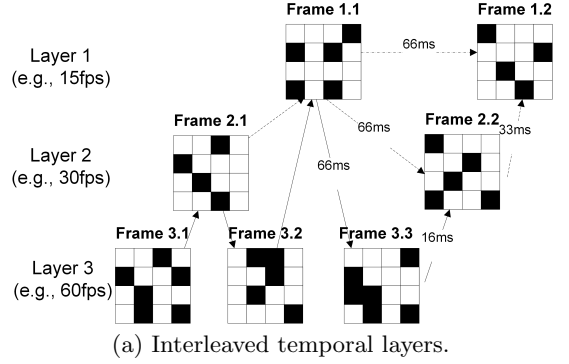 Frame 1.1
Frame 1.2
Layer 1
(e.g., 15fps)
66ms
Frame 2.1
Frame 2.2
Layer 2
(e.g., 30fps)
66ms
33ms
66ms
Frame 3.1
Frame 3.2
Frame 3.3
16ms
Layer 3
(e.g., 60fps)
(a) Interleaved temporal layers.